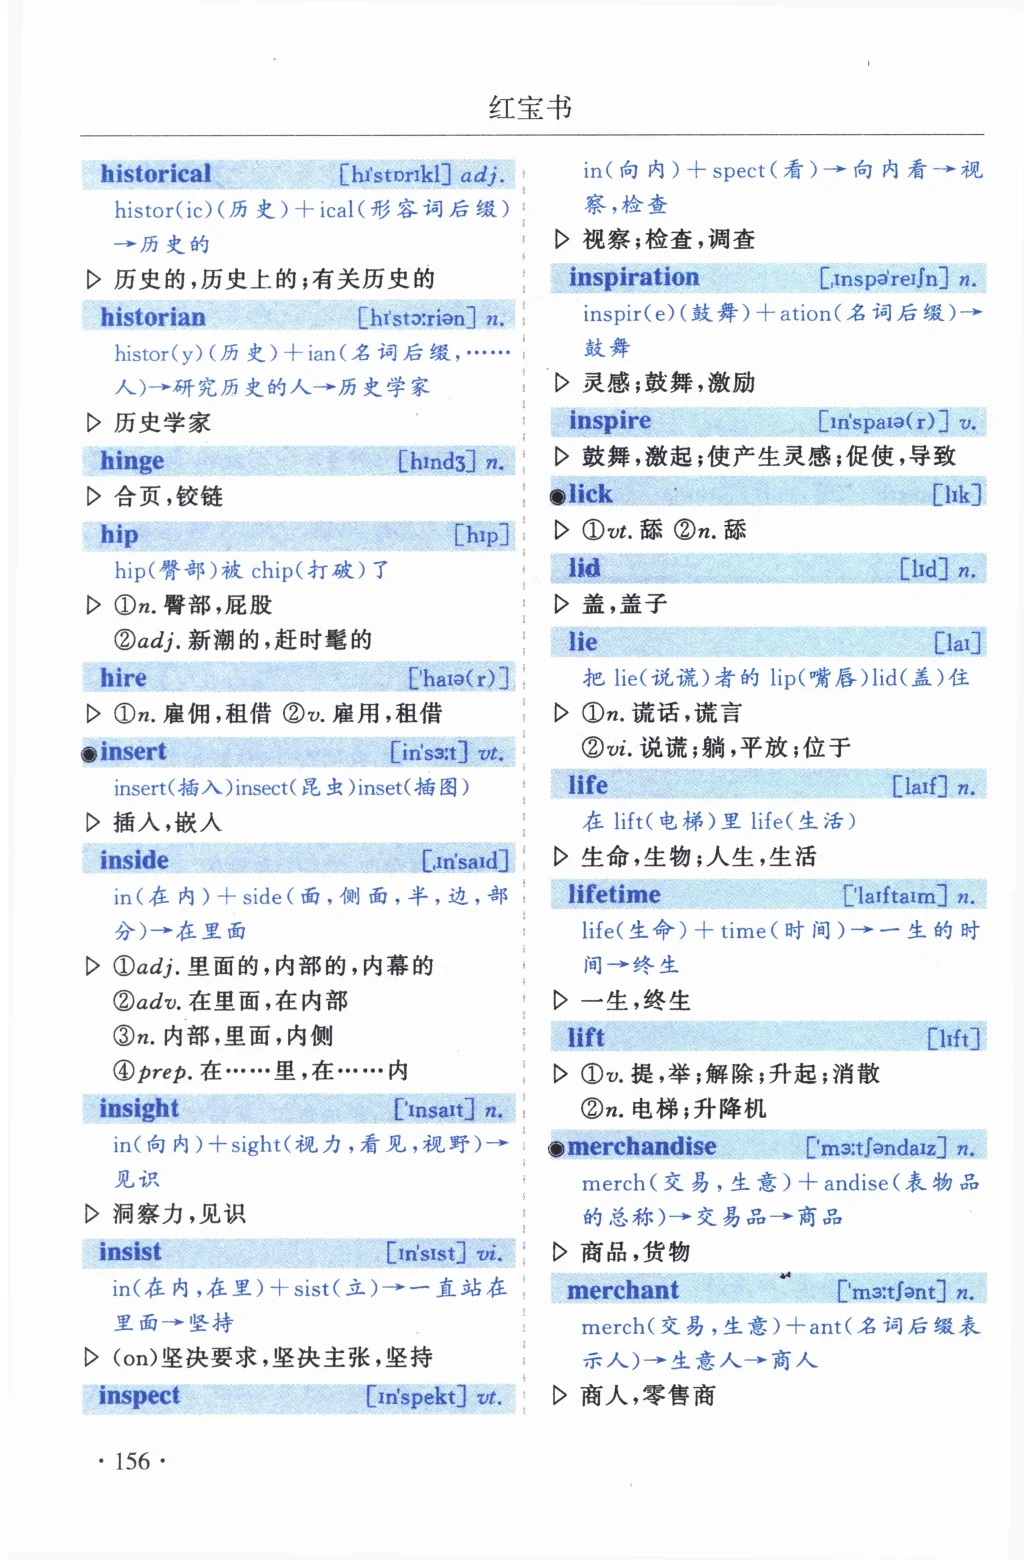 红宝书
historical [hɪ'stɒrɪkl] adj.
histor(ic)(历史)+ical(形容词后缀)
→历史的
▷ 历史的,历史上的;有关历史的
historian [hɪ'stɔːriən] n.
histor(y)(历史)+ian(名词后缀,……
人)→研究历史的人→历史学家
▷ 历史学家
hinge [hɪndʒ] n.
▷ 合页,铰链
hip [hɪp]
hip(臀部)被 chip(打破)了
▷ ①n. 臀部,屁股
②adj. 新潮的,赶时髦的
hire ['haɪə(r)]
▷ ①n. 雇佣,租借 ②v. 雇用,租借
●insert [in'sɜːt] vt.
insert(插入)insect(昆虫)inset(插图)
▷ 插入,嵌入
inside [ˌɪn'saɪd]
in(在内)+side(面,侧面,半,边,部
分)→在里面
▷ ①adj. 里面的,内部的,内幕的
②adv. 在里面,在内部
③n. 内部,里面,内侧
④prep. 在……里,在……内
insight ['ɪnsaɪt] n.
in(向内)+sight(视力,看见,视野)→
见识
▷ 洞察力,见识
insist [ɪn'sɪst] vi.
in(在内,在里)+sist(立)→一直站在
里面→坚持
▷ (on)坚决要求,坚决主张,坚持
inspect [ɪn'spekt] vt.
in(向内)+spect(看)→向内看→视
察,检查
▷ 视察;检查,调查
inspiration [ˌɪnspə'reɪʃn] n.
inspir(e)(鼓舞)+ation(名词后缀)→
鼓舞
▷ 灵感;鼓舞,激励
inspire [ɪn'spaɪə(r)] v.
▷ 鼓舞,激起;使产生灵感;促使,导致
●lick [lɪk]
▷ ①vt. 舔 ②n. 舔
lid [lɪd] n.
▷ 盖,盖子
lie [laɪ]
把 lie(说谎)者的 lip(嘴唇)lid(盖)住
▷ ①n. 谎话,谎言
②vi. 说谎;躺,平放;位于
life [laɪf] n.
在 lift(电梯)里 life(生活)
▷ 生命,生物;人生,生活
lifetime ['laɪftaɪm] n.
life(生命)+time(时间)→一生的时
间→终生
▷ 一生,终生
lift [lɪft]
▷ ①v. 提,举;解除;升起;消散
②n. 电梯;升降机
●merchandise ['mɜːtʃəndaɪz] n.
merch(交易,生意)+andise(表物品
的总称)→交易品→商品
▷ 商品,货物
merchant ['mɜːtʃənt] n.
merch(交易,生意)+ant(名词后缀表
示人)→生意人→商人
▷ 商人,零售商
· 156 ·